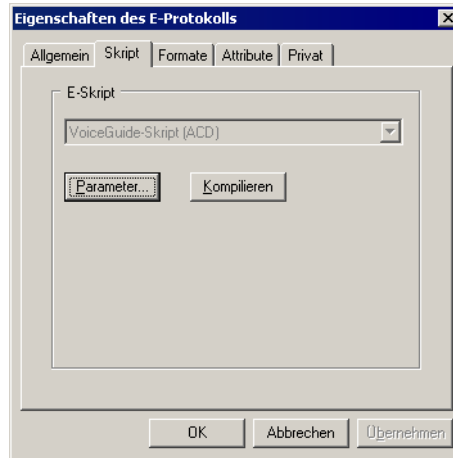 Eigenschaften des E-Protokolls
Allgemein Skript Formate Attribute Privat
E-Skript
VoiceGuide-Skript (ACD)
Parameter... Kompilieren
OK Abbrechen Übernehmen